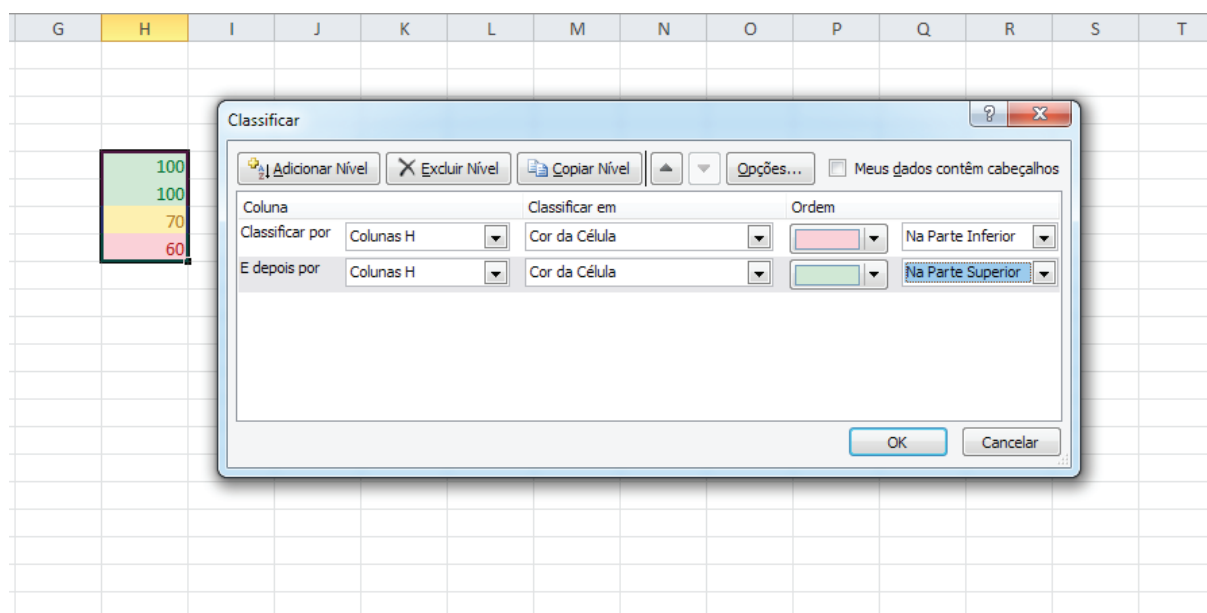 G H I J K L M N O P Q R S T
Classificar
100
100
70
60
Adicionar Nível Excluir Nível Copiar Nível Opções... Meus dados contêm cabeçalhos
Coluna Classificar em Ordem
Classificar por Colunas H Cor da Célula Na Parte Inferior
E depois por Colunas H Cor da Célula Na Parte Superior
OK Cancelar